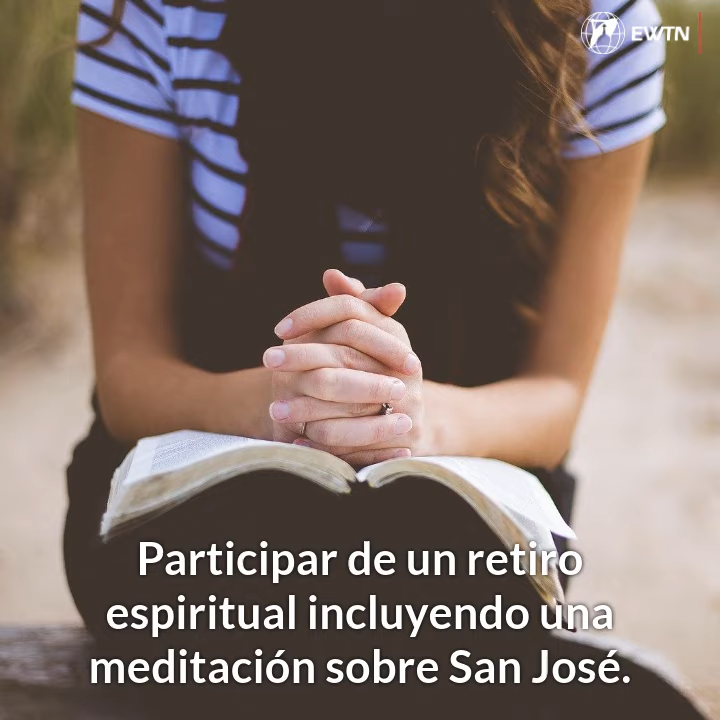 EWTN
Participar de un retiro
espiritual incluyendo una
meditación sobre San José.